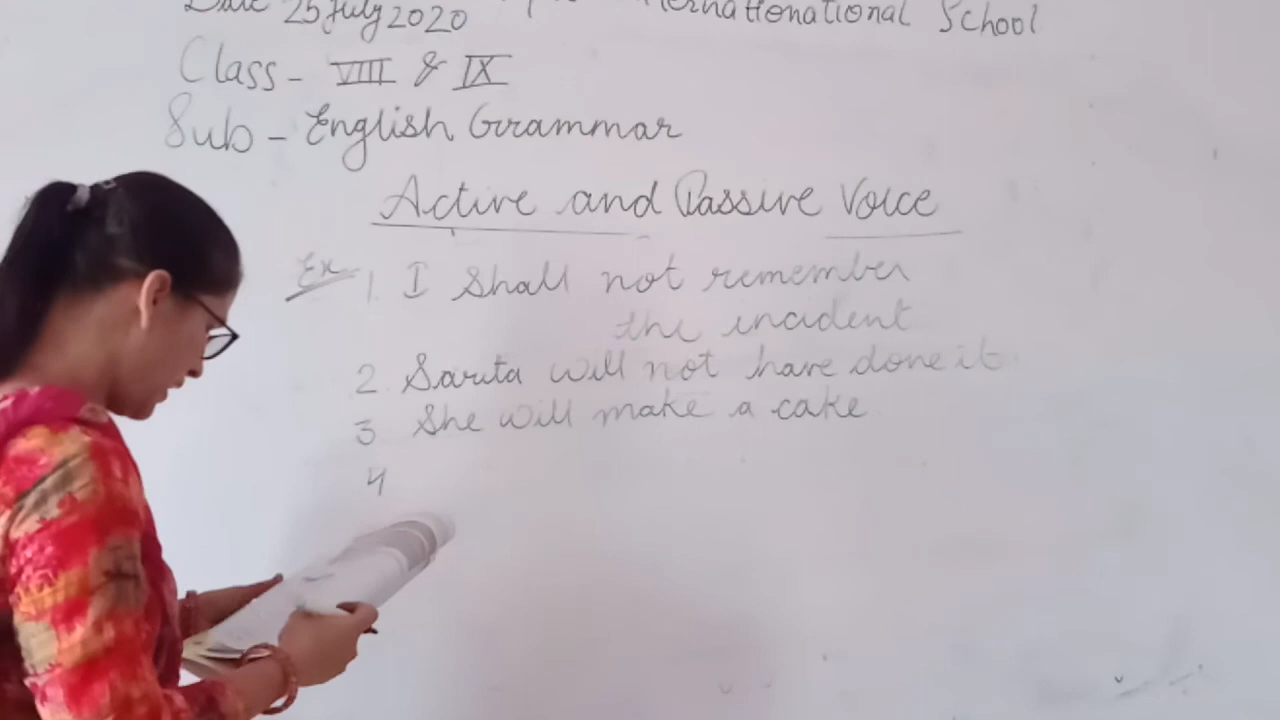 Date 25 July 2020 Internationational School
Class - VIII & IX
Sub - English Grammar
Active and Passive Voice
Ex 1. I Shall not remember
the incident
2. Sarita will not have done it
3 She will make a cake
4